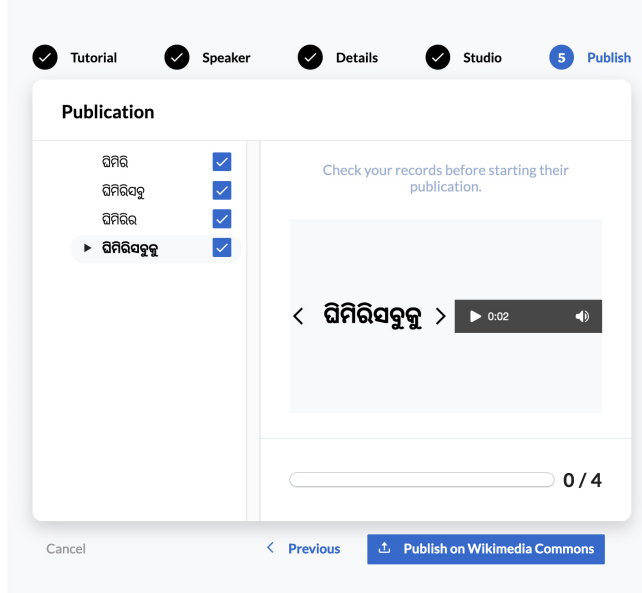 Tutorial
Speaker
Details
Studio
5 Publish
Publication
ଘିମିରି
ଘିମିରିସବୁ
ଘିମିରିର
ଘିମିରିସବୁକୁ
Check your records before starting their
publication.
ଘିମିରିସବୁକୁ
0:02
0 / 4
Cancel
Previous
Publish on Wikimedia Commons